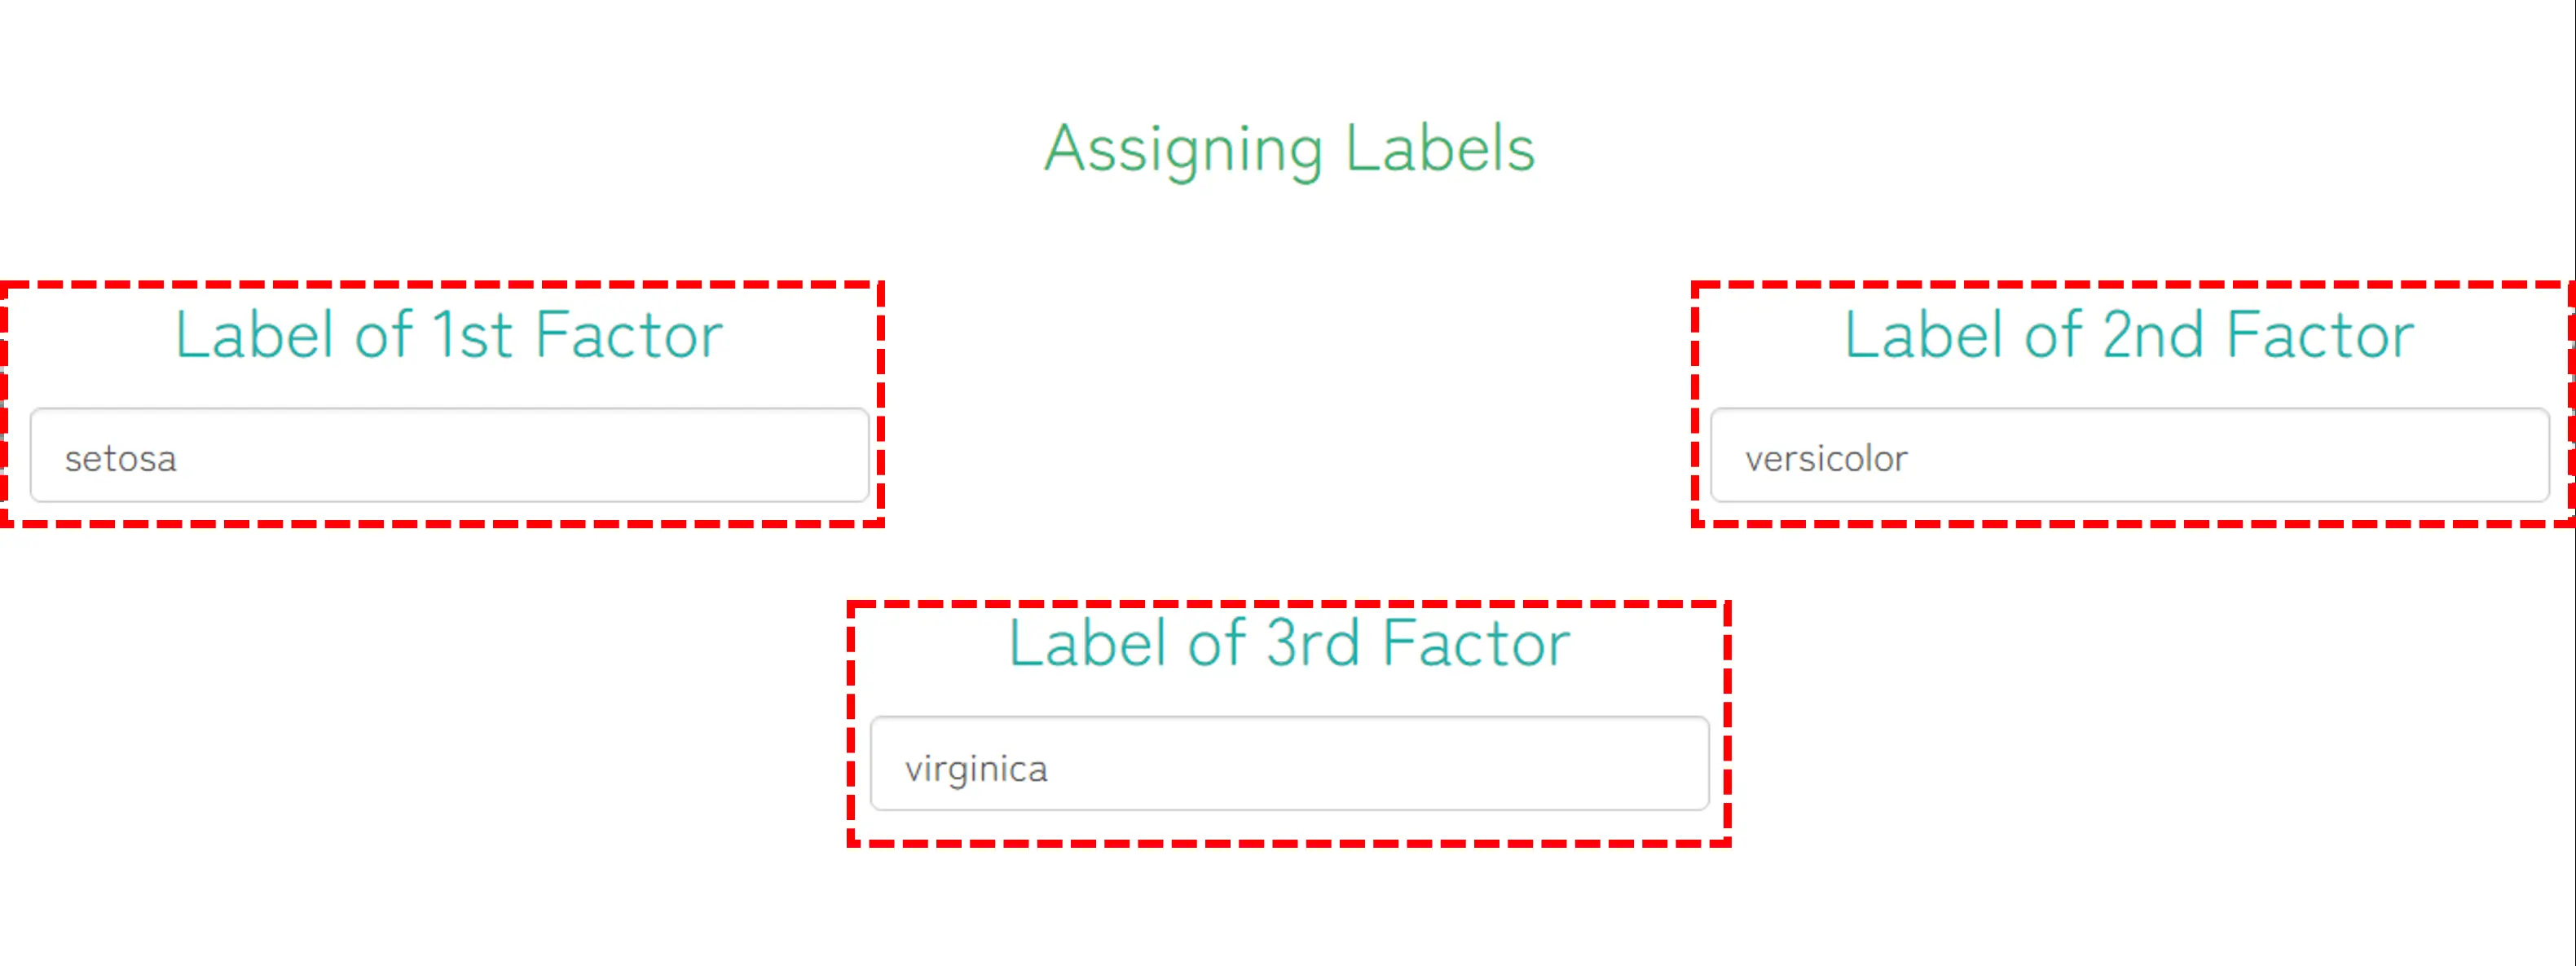 Assigning Labels
Label of 1st Factor
setosa
Label of 2nd Factor
versicolor
Label of 3rd Factor
virginica